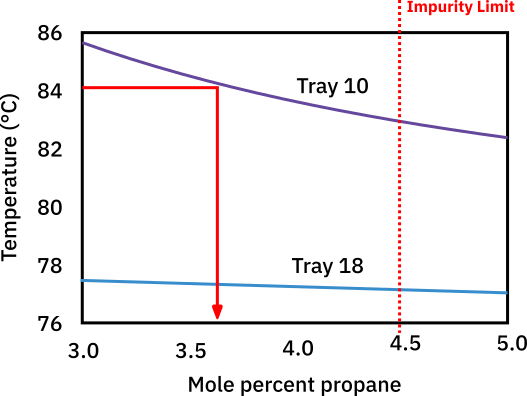 Impurity Limit
86
84
82
80
78
76
Temperature (°C)
Tray 10
Tray 18
3.0
3.5
4.0
4.5
5.0
Mole percent propane